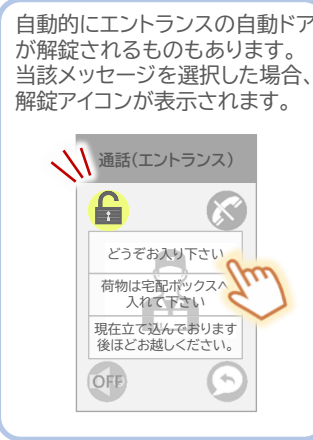 自動的にエントランスの自動ドア
が解錠されるものもあります。
当該メッセージを選択した場合、
解錠アイコンが表示されます。
通話(エントランス)
どうぞお入り下さい
荷物は宅配ボックスへ
入れて下さい
現在立て込んでおります
後ほどお越しください。
OFF